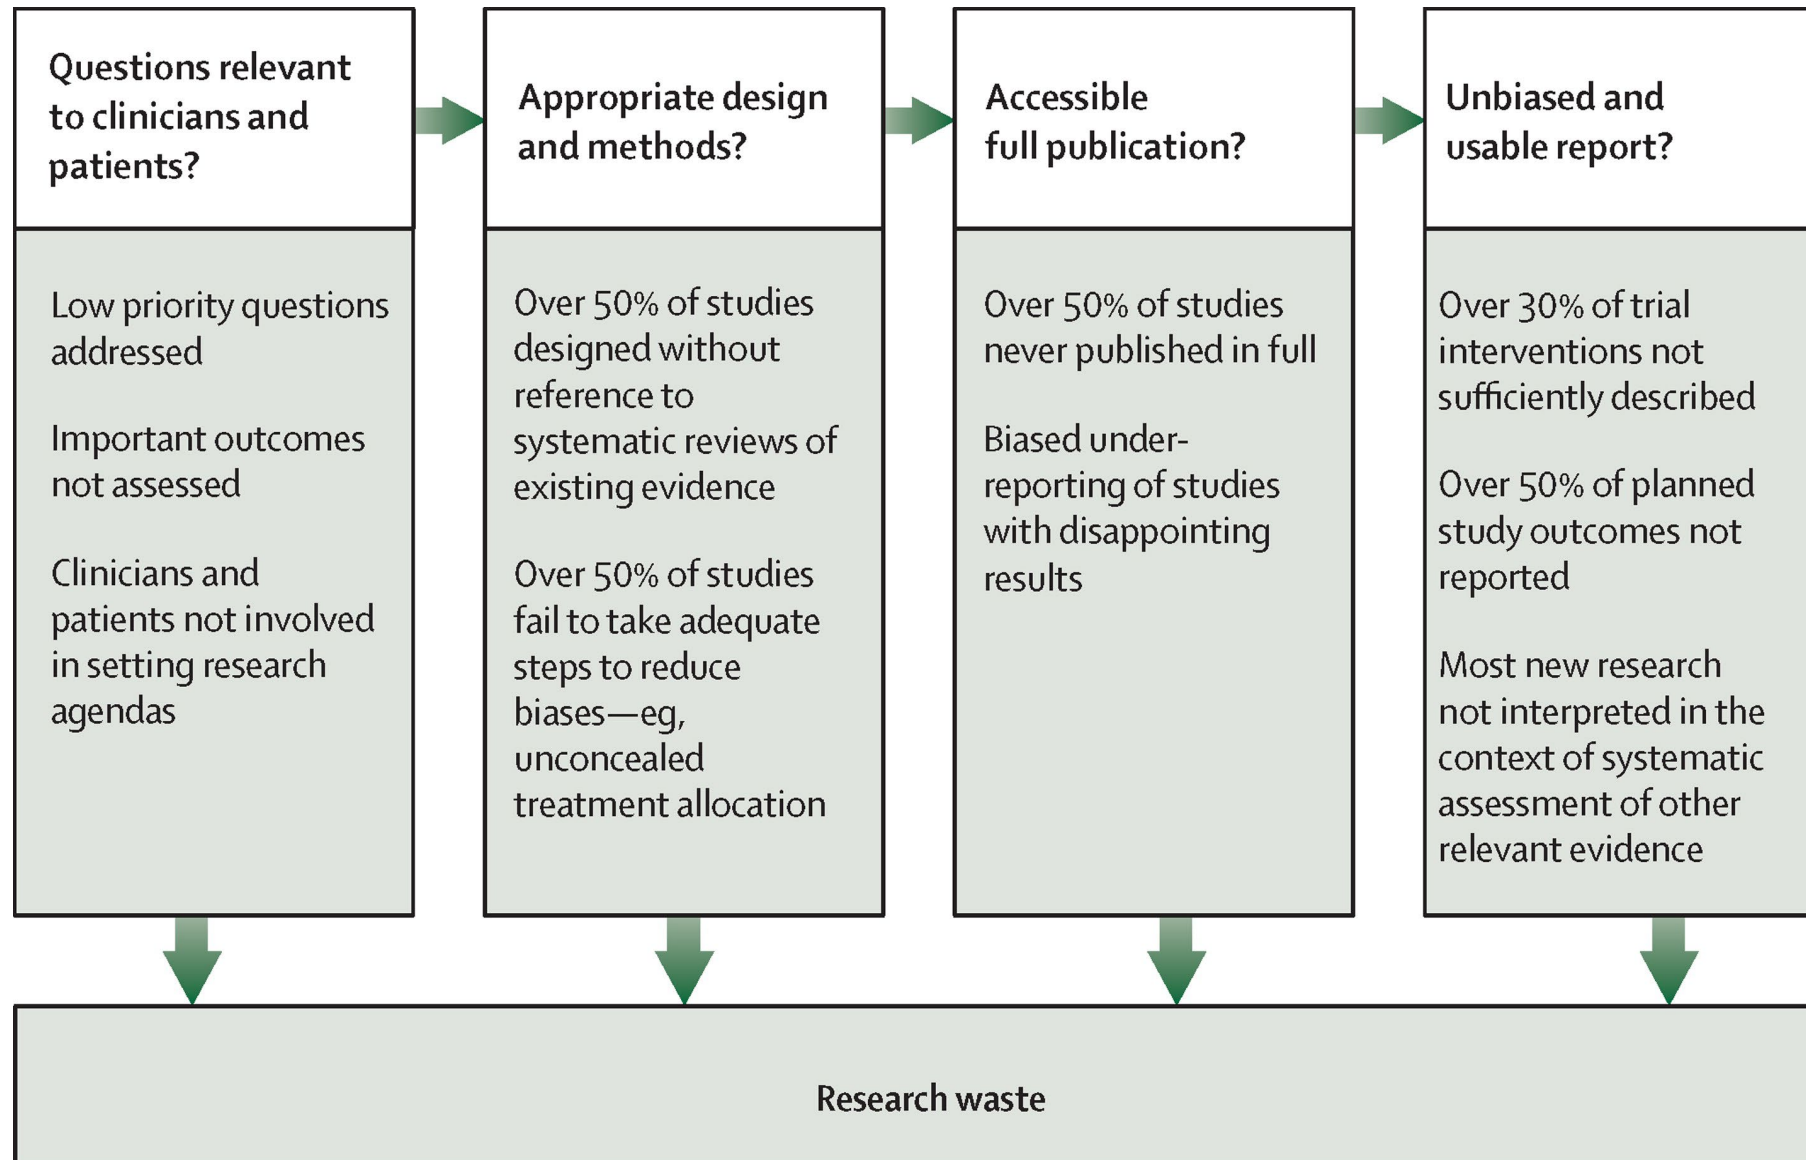 Questions relevant
to clinicians and
patients?
Low priority questions
addressed
Important outcomes
not assessed
Clinicians and
patients not involved
in setting research
agendas
Appropriate design
and methods?
Over 50% of studies
designed without
reference to
systematic reviews of
existing evidence
Over 50% of studies
fail to take adequate
steps to reduce
biases—eg,
unconcealed
treatment allocation
Accessible
full publication?
Over 50% of studies
never published in full
Biased under-
reporting of studies
with disappointing
results
Unbiased and
usable report?
Over 30% of trial
interventions not
sufficiently described
Over 50% of planned
study outcomes not
reported
Most new research
not interpreted in the
context of systematic
assessment of other
relevant evidence
Research waste